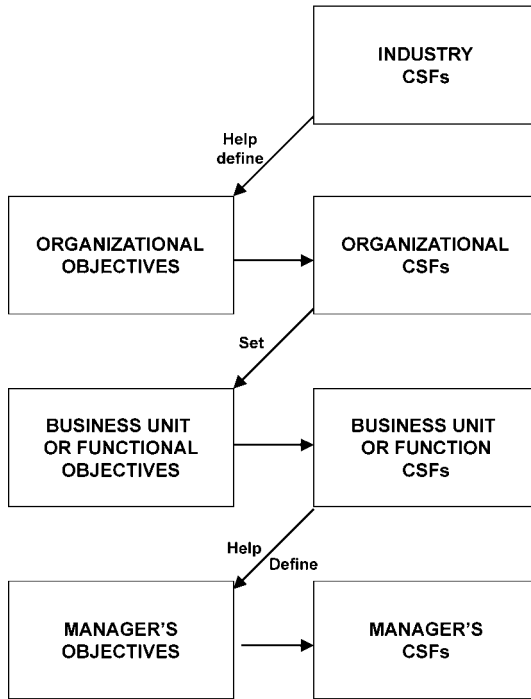 INDUSTRY
CSFs
Help
define
ORGANIZATIONAL
OBJECTIVES
ORGANIZATIONAL
CSFs
Set
BUSINESS UNIT
OR FUNCTIONAL
OBJECTIVES
BUSINESS UNIT
OR FUNCTION
CSFs
Help
Define
MANAGER’S
OBJECTIVES
MANAGER’S
CSFs